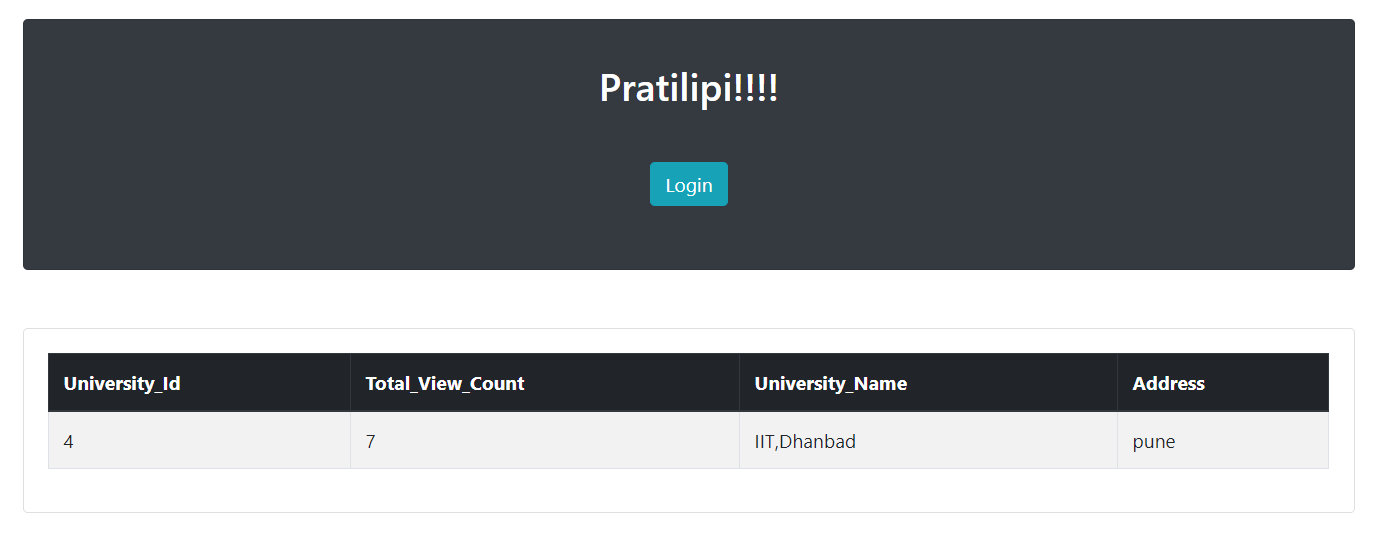 Pratilipi!!!!
Login
University_Id Total_View_Count University_Name Address
4 7 IIT,Dhanbad pune